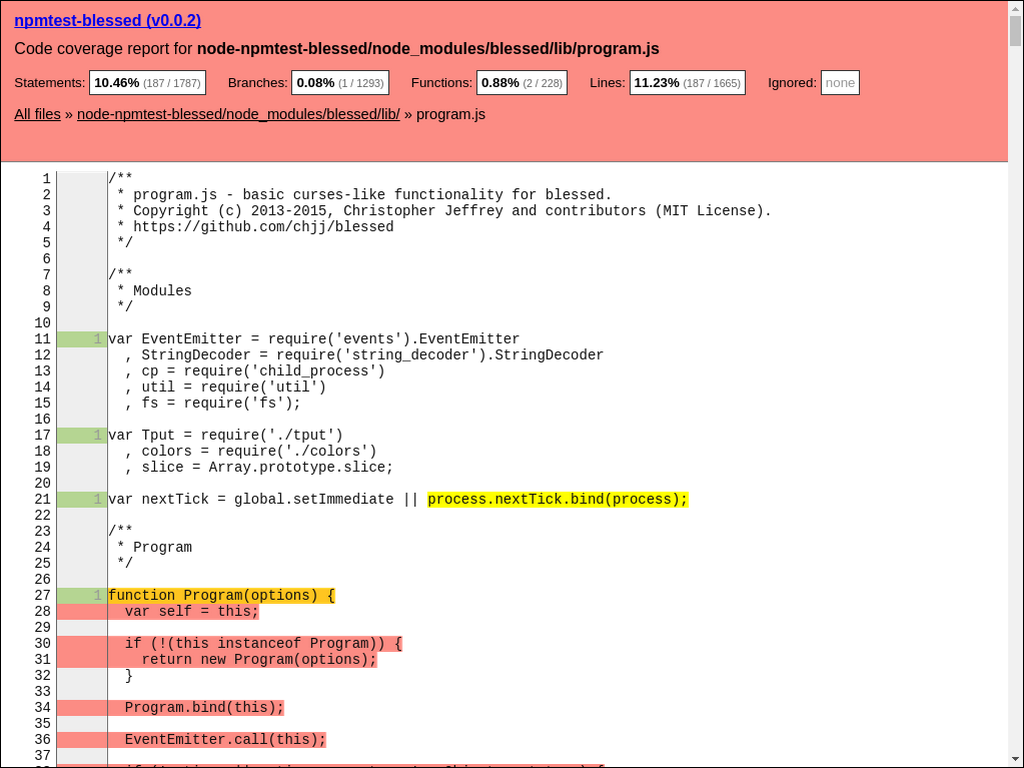 npmtest-blessed (v0.0.2)
Code coverage report for node-npmtest-blessed/node_modules/blessed/lib/program.js
Statements: 10.46% (187 / 1787) Branches: 0.08% (1 / 1293) Functions: 0.88% (2 / 228) Lines: 11.23% (187 / 1665) Ignored: none
All files » node-npmtest-blessed/node_modules/blessed/lib/ » program.js
1 /**
2  * program.js - basic curses-like functionality for blessed.
3  * Copyright (c) 2013-2015, Christopher Jeffrey and contributors (MIT License).
4  * https://github.com/chjj/blessed
5  */
6
7 /**
8  * Modules
9  */
10
11 1 var EventEmitter = require('events').EventEmitter
12   , StringDecoder = require('string_decoder').StringDecoder
13   , cp = require('child_process')
14   , util = require('util')
15   , fs = require('fs');
16
17 1 var Tput = require('./tput')
18   , colors = require('./colors')
19   , slice = Array.prototype.slice;
20
21 1 var nextTick = global.setImmediate || process.nextTick.bind(process);
22
23 /**
24  * Program
25  */
26
27 1 function Program(options) {
28   var self = this;
29
30   if (!(this instanceof Program)) {
31     return new Program(options);
32   }
33
34   Program.bind(this);
35
36   EventEmitter.call(this);
37